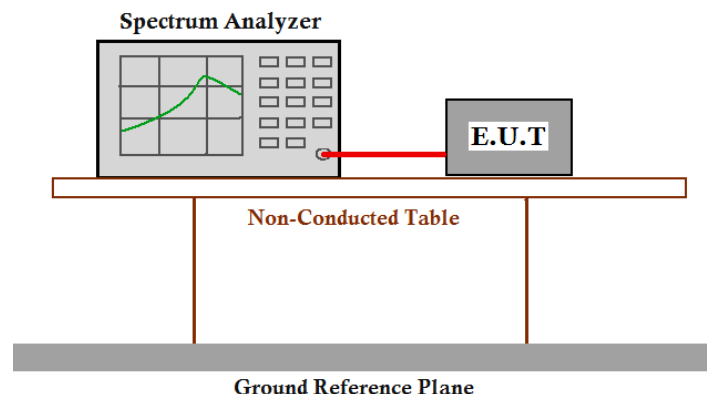 Spectrum Analyzer
E.U.T
Non-Conducted Table
Ground Reference Plane